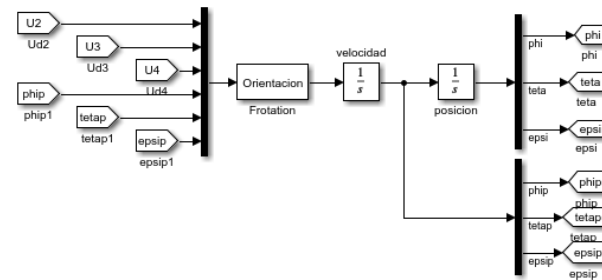 U2
Ud2
U3
Ud3
U4
Ud4
phip
phip1
tetap
tetap1
epsip
epsip1
Orientacion
Frotation
velocidad
1
s
1
s
posicion
phi
phi
phi
teta
teta
teta
epsi
epsi
epsi
phip
phip
phip
tetap
tetap
tetap
epsip
epsip
epsip